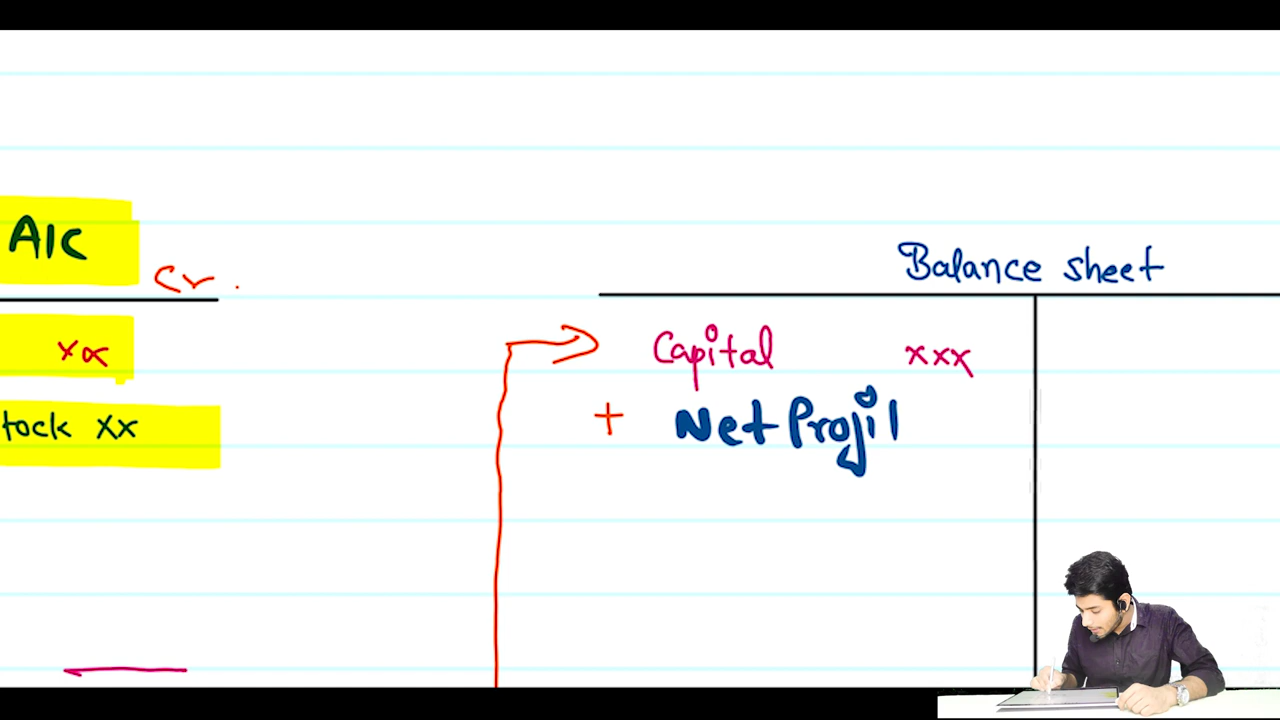 A/c
Cr.
xx
tock xx
Balance sheet
Capital xxx
+ Net Profit